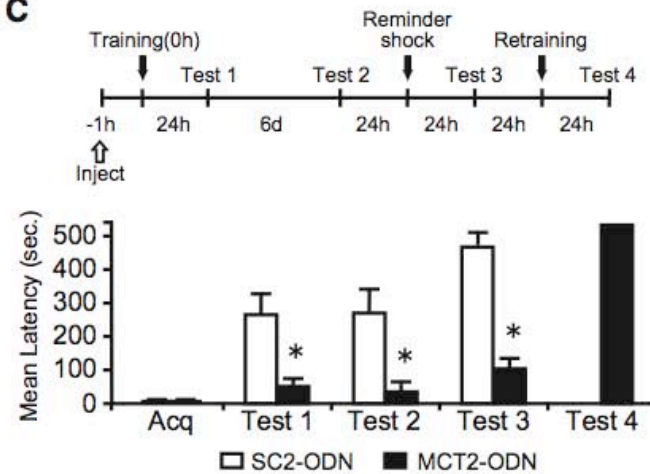 C
Reminder
shock
Training(0h)
Retraining
Test 1
Test 2
Test 3
Test 4
-1h
24h
6d
24h
24h
24h
24h
Inject
Mean Latency (sec.)
500
400
300
200
100
0
*
*
*
Acq
Test 1
Test 2
Test 3
Test 4
SC2-ODN
MCT2-ODN